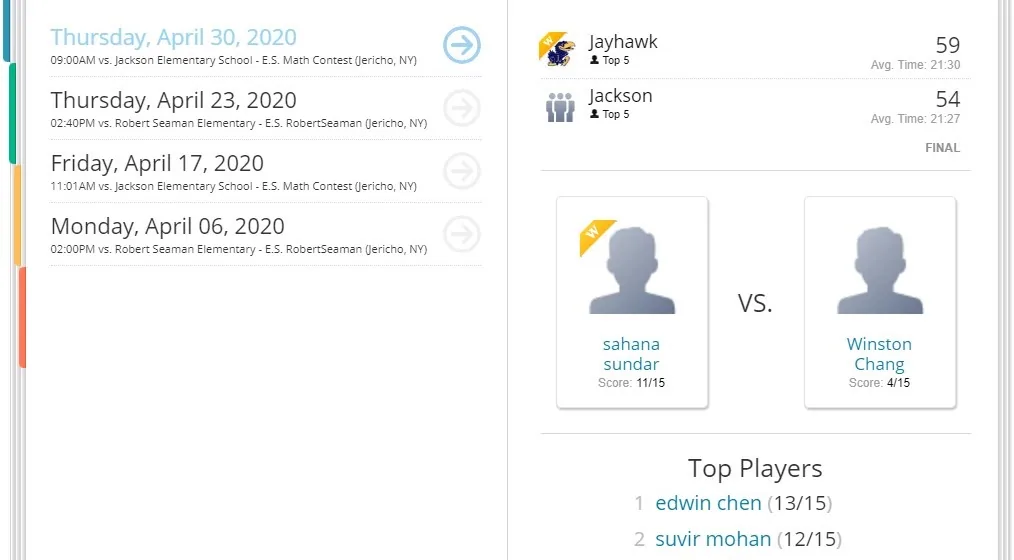 Thursday, April 30, 2020
09:00AM vs. Jackson Elementary School - E.S. Math Contest (Jericho, NY)
Thursday, April 23, 2020
02:40PM vs. Robert Seaman Elementary - E.S. RobertSeaman (Jericho, NY)
Friday, April 17, 2020
11:01AM vs. Jackson Elementary School - E.S. Math Contest (Jericho, NY)
Monday, April 06, 2020
02:00PM vs. Robert Seaman Elementary - E.S. RobertSeaman (Jericho, NY)
W
Jayhawk 59
Top 5 Avg. Time: 21:30
Jackson 54
Top 5 Avg. Time: 21:27
FINAL
W
VS.
sahana
sundar
Score: 11/15
Winston
Chang
Score: 4/15
Top Players
1 edwin chen (13/15)
2 suvir mohan (12/15)